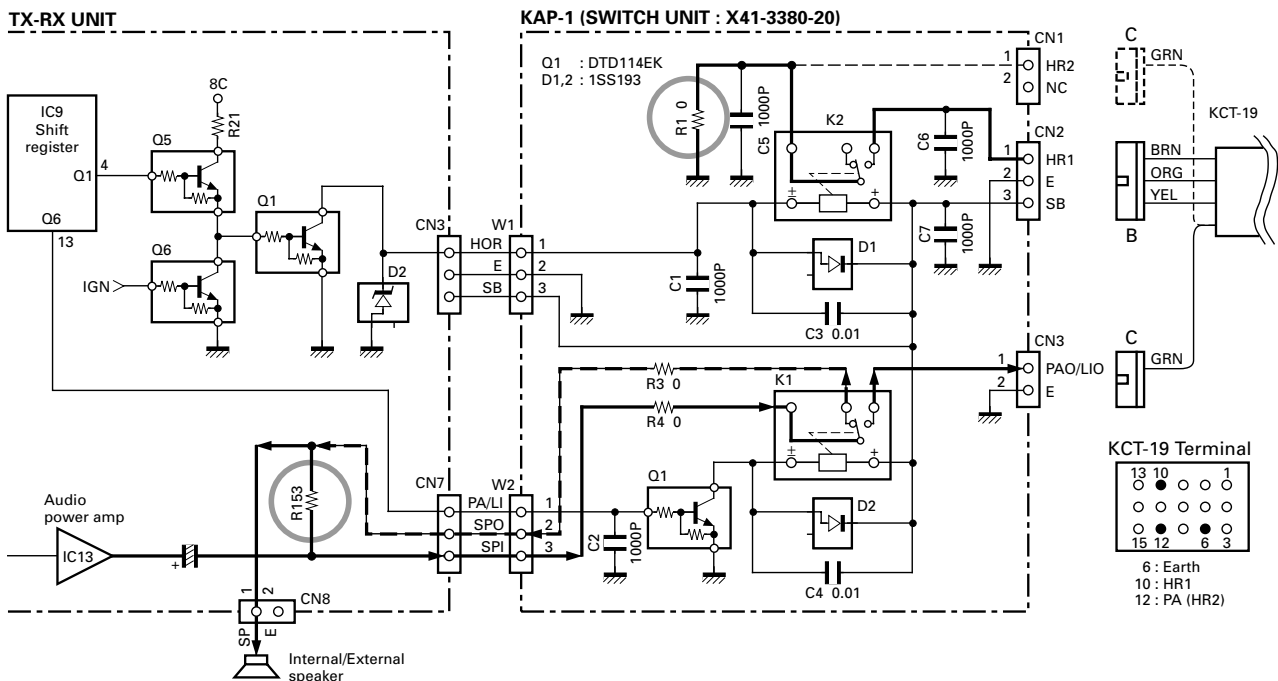 TX-RX UNIT
KAP-1 (SWITCH UNIT : X41-3380-20)
IC9
Shift
register
Q1
4
Q6
13
8C
R21
Q5
Q1
Q6
IGN
D2
CN3
W1
HOR
1
E
2
SB
3
Q1 : DTD114EK
D1,2 : 1SS193
R1 0
C5
1000P
K2
C6
1000P
±
+
C7
1000P
C1
1000P
D1
C3 0.01
CN1
1
HR2
2
NC
CN2
1
HR1
2
E
3
SB
C
GRN
KCT-19
BRN
ORG
YEL
B
R3 0
R4 0
K1
±
+
CN3
1
PAO/LIO
2
E
C
GRN
Audio
power amp
IC13
+
R153
CN7
W2
PA/LI
1
SPO
2
SPI
3
C2
1000P
Q1
D2
C4 0.01
1
2
CN8
SP
E
Internal/External
speaker
KCT-19 Terminal
13 10 1
15 12 6 3
6 : Earth
10 : HR1
12 : PA (HR2)